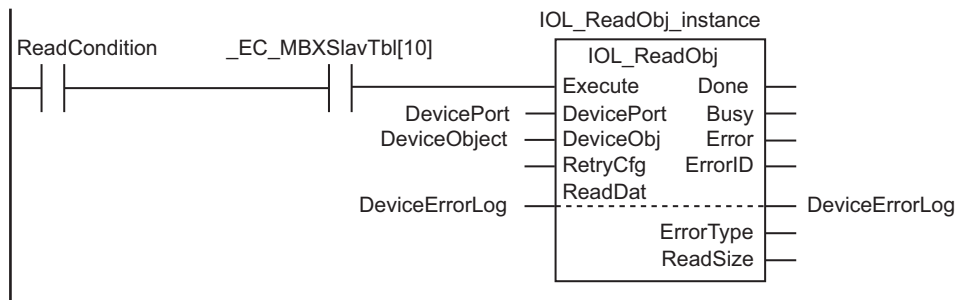 IOL_ReadObj_instance
ReadCondition _EC_MBXSlavTbl[10] IOL_ReadObj
Execute Done
DevicePort DevicePort Busy
DeviceObject DeviceObj Error
RetryCfg ErrorID
ReadDat
DeviceErrorLog DeviceErrorLog
ErrorType
ReadSize